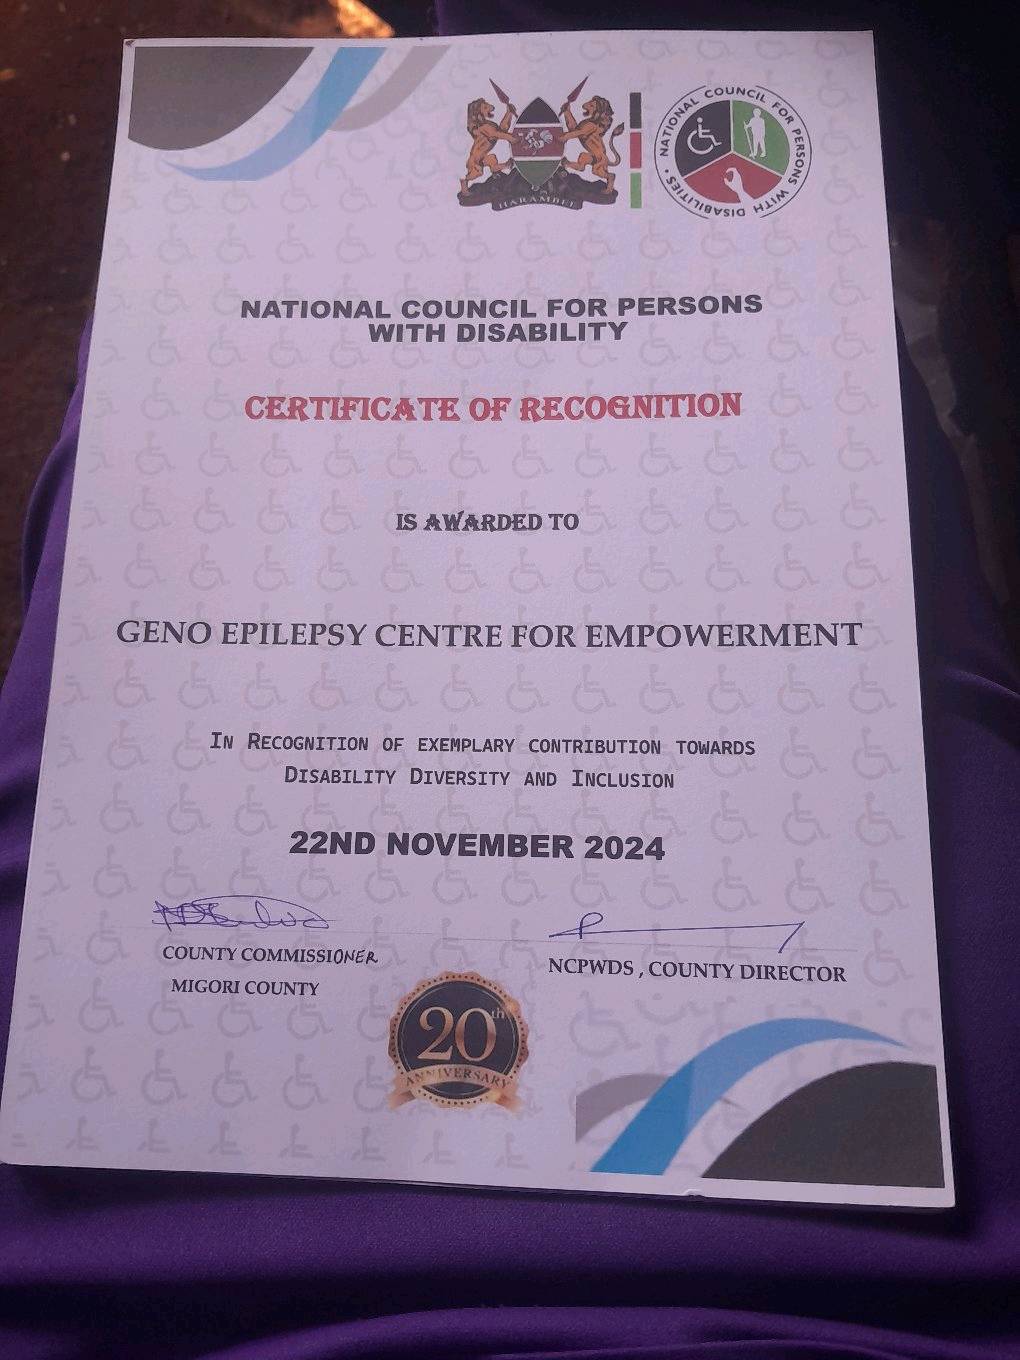 HARAMBEE
NATIONAL COUNCIL FOR PERSONS WITH DISABILITIES
NATIONAL COUNCIL FOR PERSONS
WITH DISABILITY
CERTIFICATE OF RECOGNITION
IS AWARDED TO
GENO EPILEPSY CENTRE FOR EMPOWERMENT
IN RECOGNITION OF EXEMPLARY CONTRIBUTION TOWARDS
DISABILITY DIVERSITY AND INCLUSION
22ND NOVEMBER 2024
COUNTY COMMISSIONER
MIGORI COUNTY
NCPWDS , COUNTY DIRECTOR
20th
ANNIVERSARY